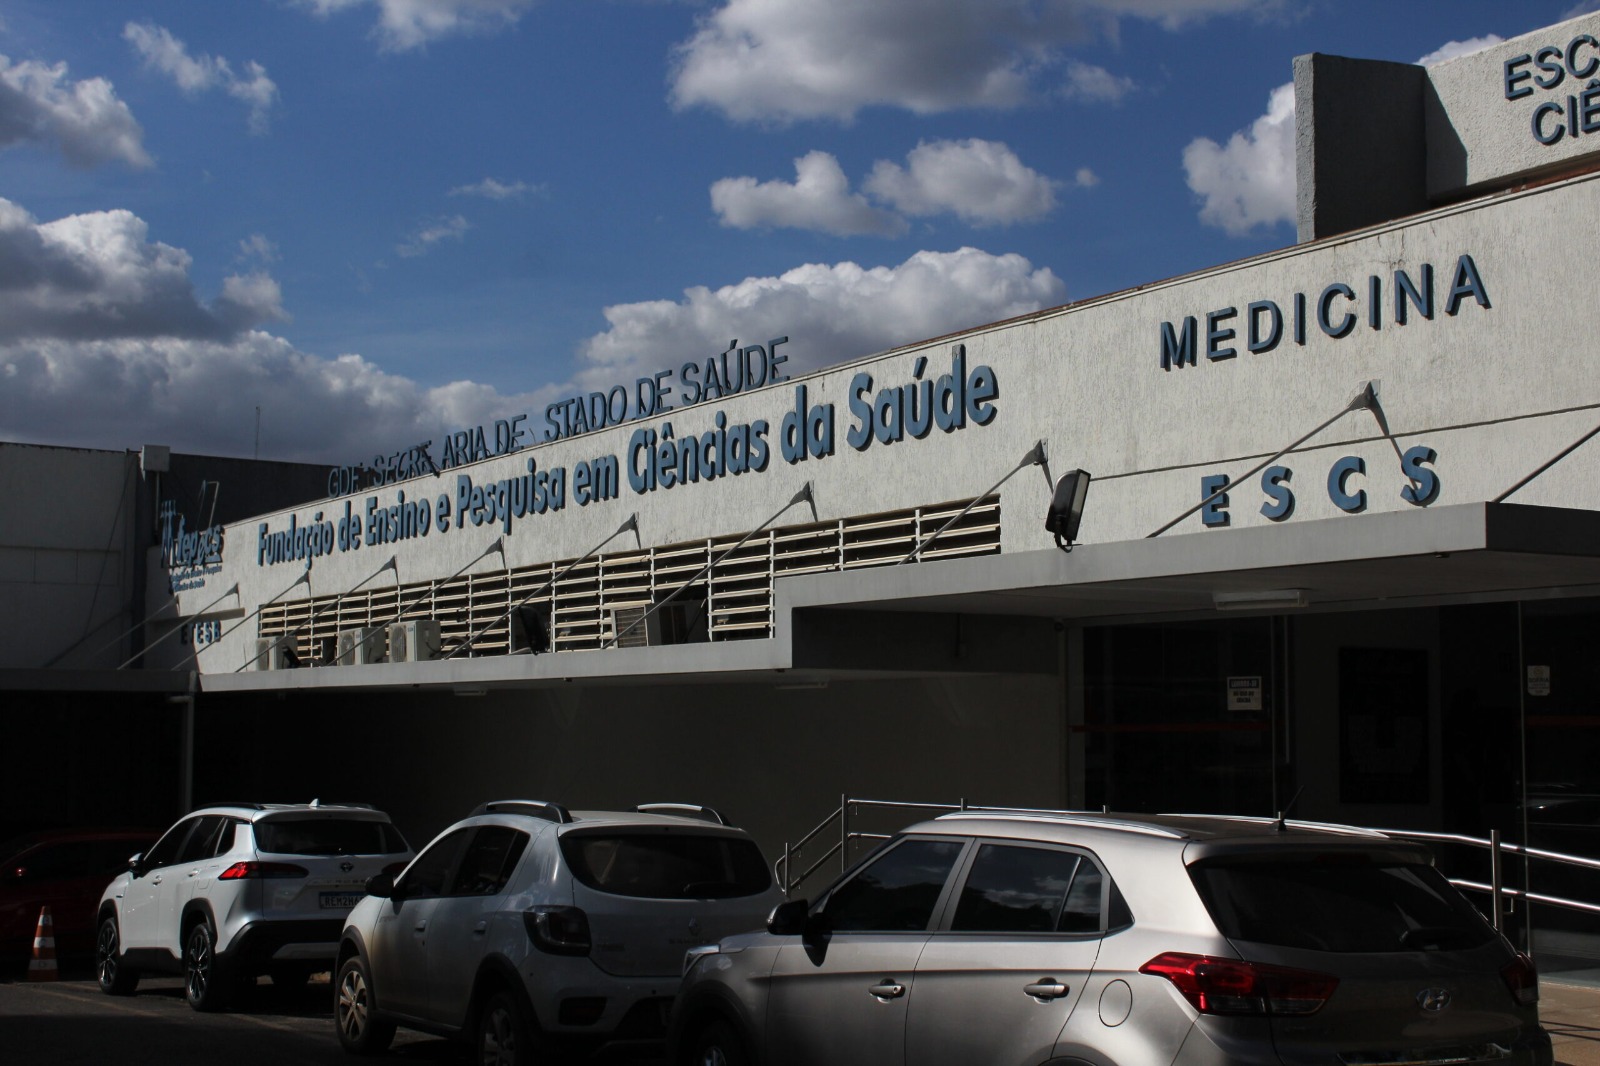 ESC
CIÊ
MEDICINA
GDF SECRE ARIA DE STADO DE SAÚDE
Fundação de Ensino e Pesquisa em Ciências da Saúde
ESCS
fepecs